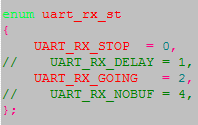 enum uart_rx_st
{
    UART_RX_STOP  = 0,
//    UART_RX_DELAY = 1,
    UART_RX_GOING   = 2,
//    UART_RX_NOBUF = 4,
};